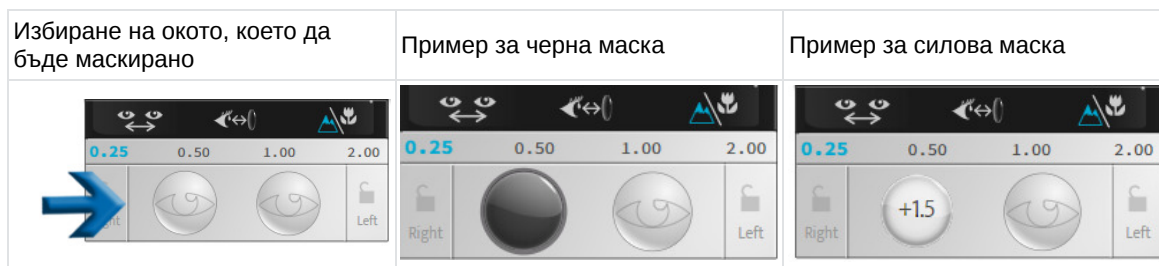 Избиране на окото, което да
бъде маскирано
Пример за черна маска
Пример за силова маска
0.25 0.50 1.00 2.00
Left
0.25 0.50 1.00 2.00
Right Left
0.25 0.50 1.00 2.00
+1.5
Right Left